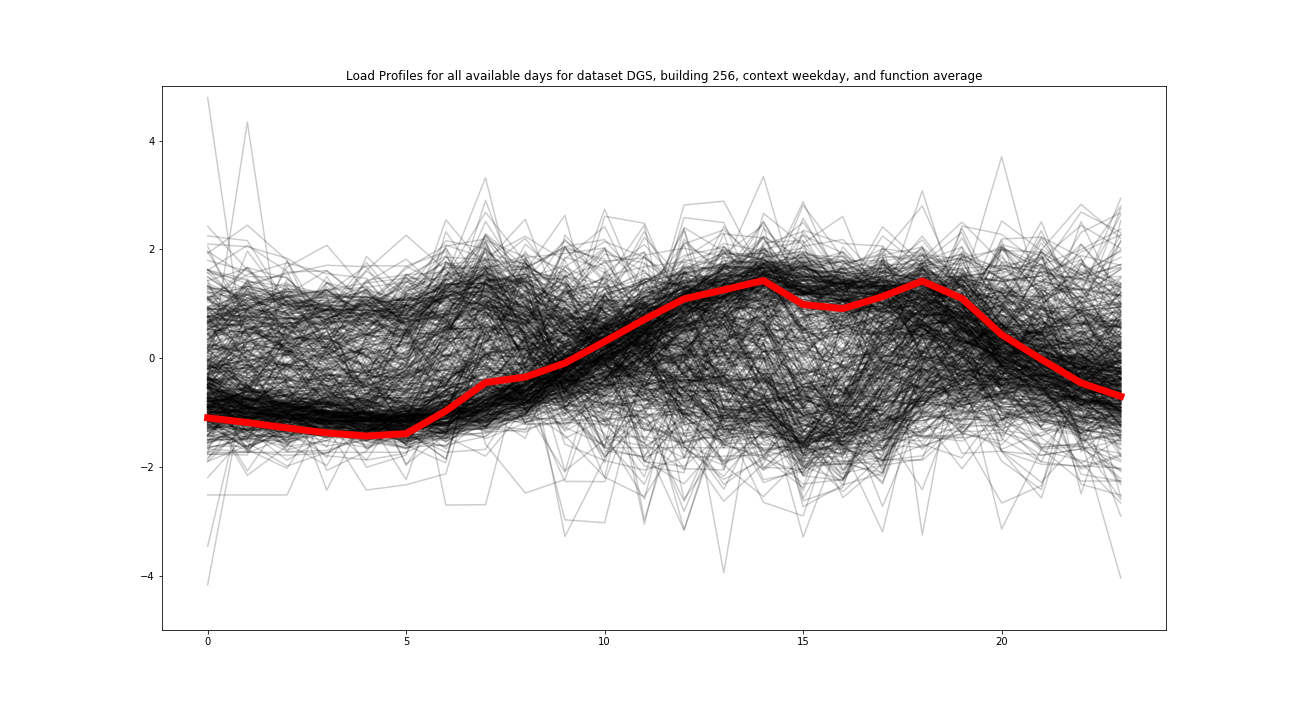 Load Profiles for all available days for dataset DGS, building 256, context weekday, and function average
4
2
0
−2
−4
0 5 10 15 20